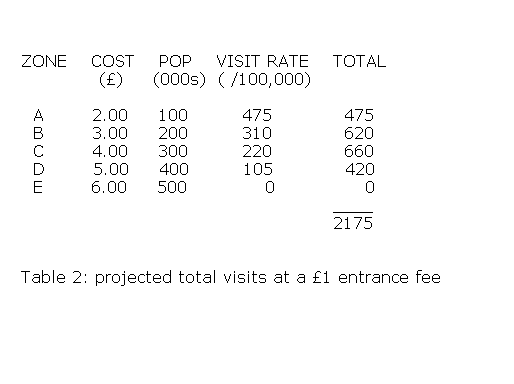 ZONE COST POP VISIT RATE TOTAL
(£) (000s) ( /100,000)
A 2.00 100 475 475
B 3.00 200 310 620
C 4.00 300 220 660
D 5.00 400 105 420
E 6.00 500 0 0
2175
Table 2: projected total visits at a £1 entrance fee